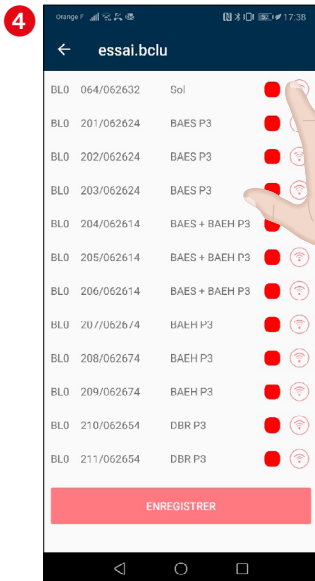 4
Orange F 17:38
essai.bclu
BL0 064/062632 Sol
BL0 201/062624 BAES P3
BL0 202/062624 BAES P3
BL0 203/062624 BAES P3
BL0 204/062614 BAES + BAEH P3
BL0 205/062614 BAES + BAEH P3
BL0 206/062614 BAES + BAEH P3
BL0 207/062674 BAEH P3
BL0 208/062674 BAEH P3
BL0 209/062674 BAEH P3
BL0 210/062654 DBR P3
BL0 211/062654 DBR P3
ENREGISTRER